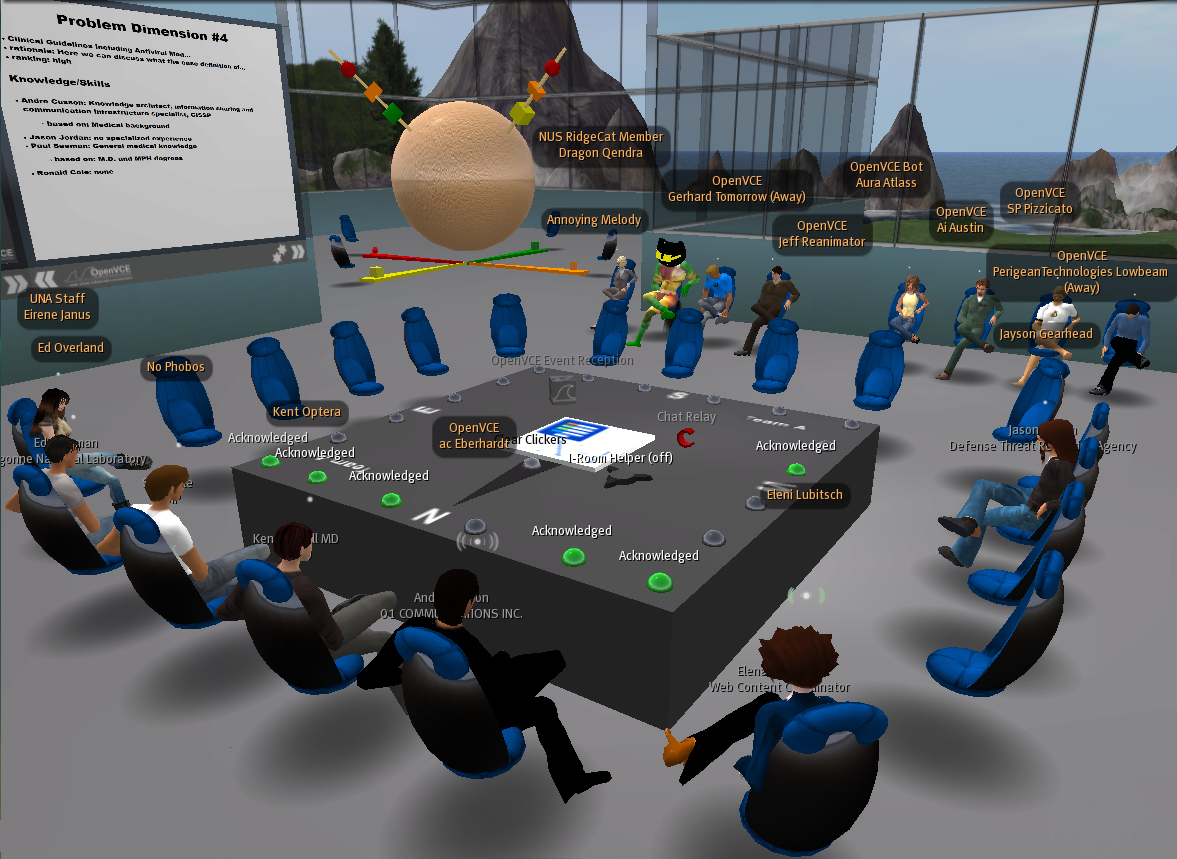 Problem Dimension #4
• Clinical Guidelines Including Antiviral Med...
• rationale: Here we can discuss what the case definition of...
• ranking: high
Knowledge/Skills
• Andre Cusson: Knowledge architect, information sharing and
communication infrastructure specialist, CISSP
- based on: Medical background
• Jason Jordan: no specialized experience
• Paul Seeman: General medical knowledge
- based on: M.D. and MPH degrees
• Ronald Cole: none
OpenVCE
UNA Staff
Eirene Janus
Ed Overland
No Phobos
Kent Optera
NUS RidgeCat Member
Dragon Qendra
Annoying Melody
OpenVCE
Gerhard Tomorrow (Away)
OpenVCE
Jeff Reanimator
OpenVCE Bot
Aura Atlass
OpenVCE
Ai Austin
OpenVCE
SP Pizzicato
OpenVCE
PerigeanTechnologies Lowbeam
(Away)
Jayson Gearhead
OpenVCE Event Reception
Chat Relay
E
S
Team A
OpenVCE
ac Eberhardt
Clickers
I-Room Helper (off)
Acknowledged
Acknowledged
Acknowledged
Acknowledged
Eleni Lubitsch
N
Acknowledged
Acknowledged
Defense Threat
Agency
Laboratory
MD
01
INC.
Web Content